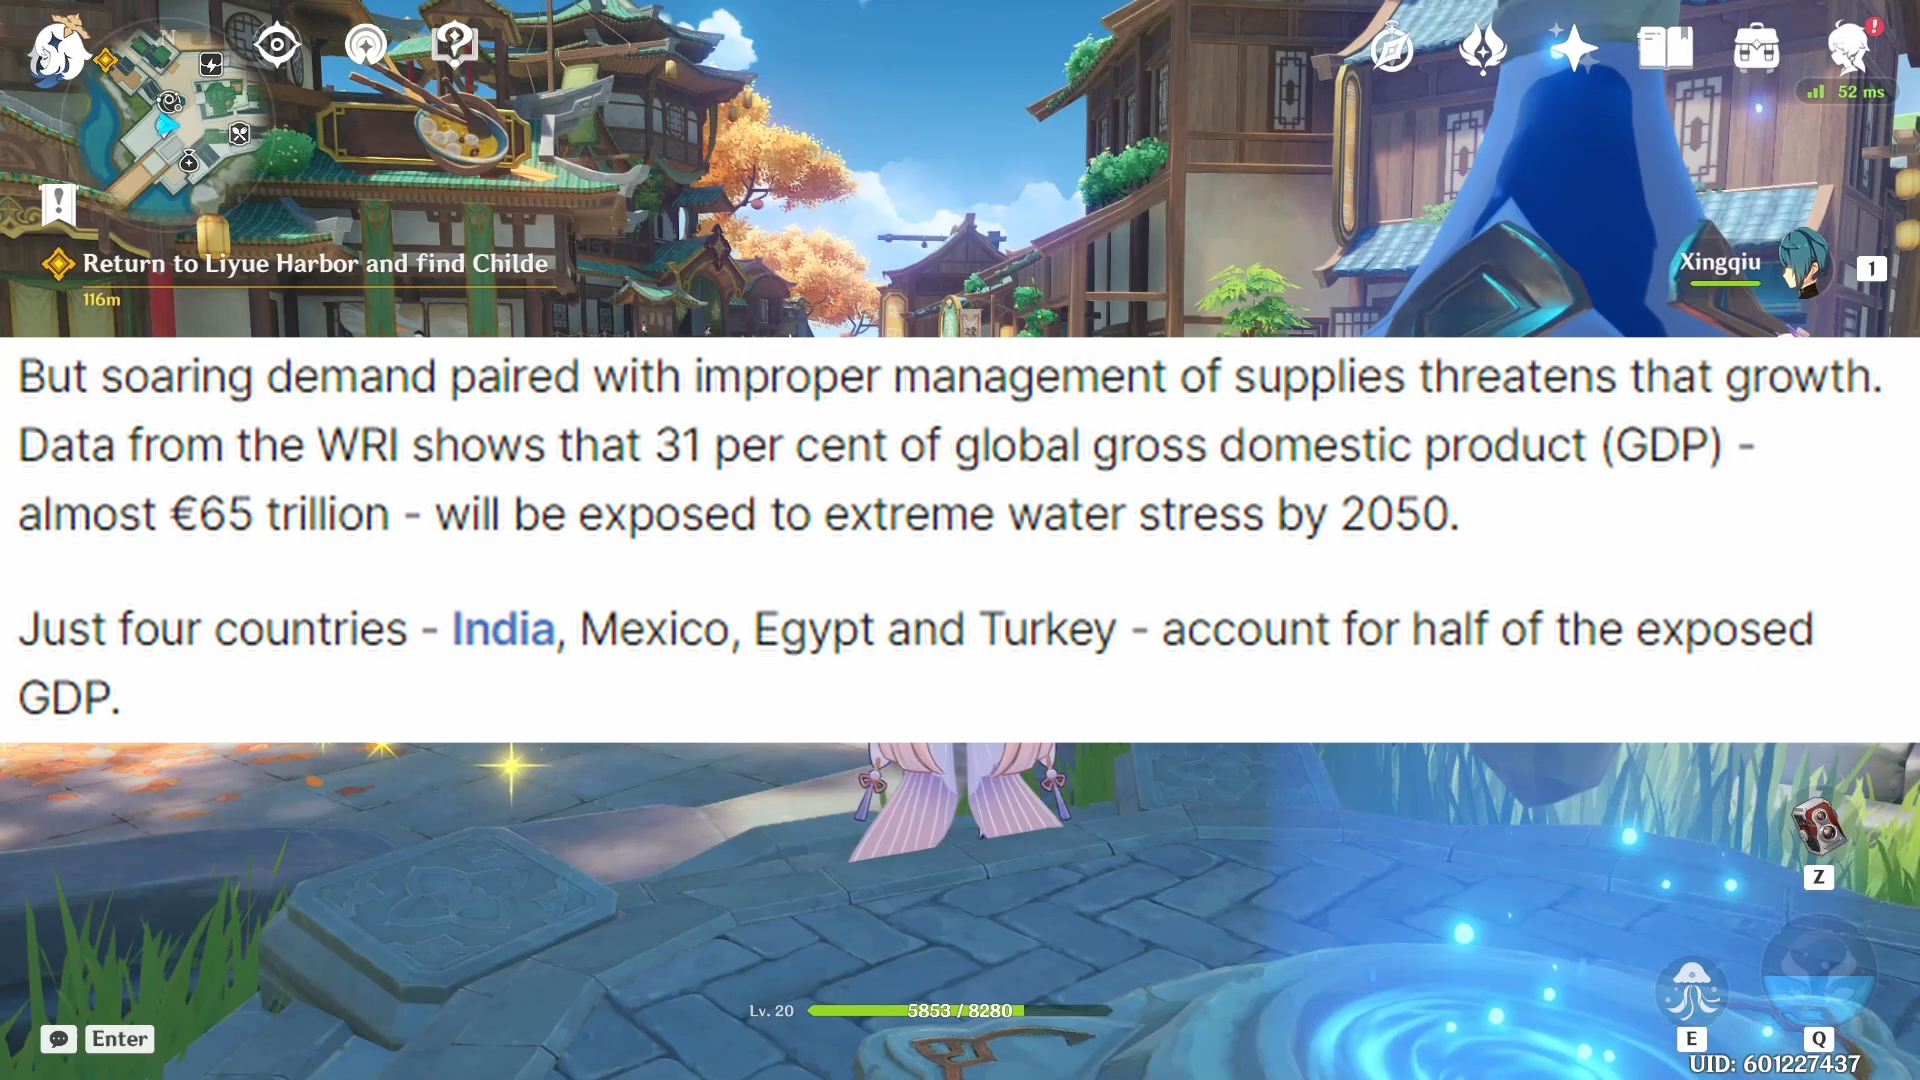 N
52 ms
Return to Liyue Harbor and find Childe
116m
Xingqiu
1
But soaring demand paired with improper management of supplies threatens that growth.
Data from the WRI shows that 31 per cent of global gross domestic product (GDP) -
almost €65 trillion - will be exposed to extreme water stress by 2050.
Just four countries - India, Mexico, Egypt and Turkey - account for half of the exposed
GDP.
Z
Lv. 20
5853 / 8280
Enter
E
Q
UID: 601227437